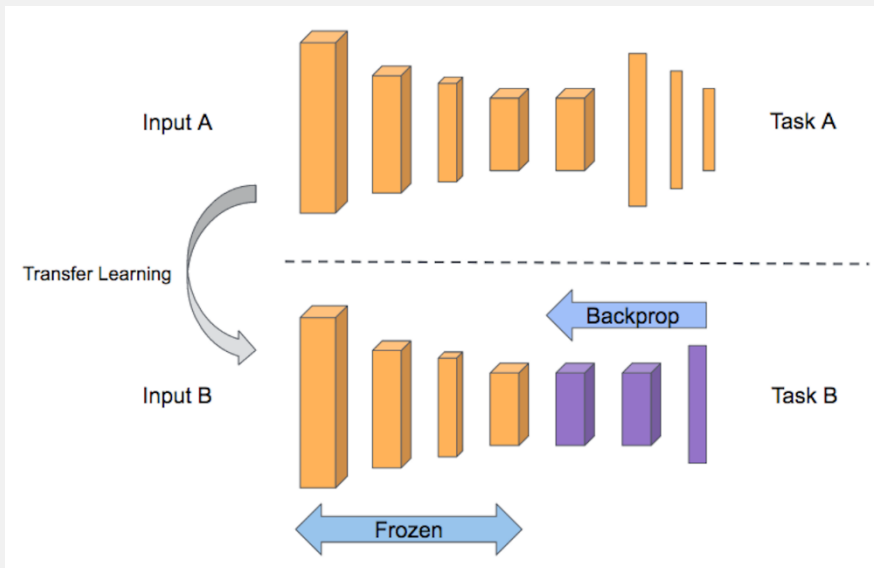 Input A
Task A
Transfer Learning
Backprop
Input B
Task B
Frozen